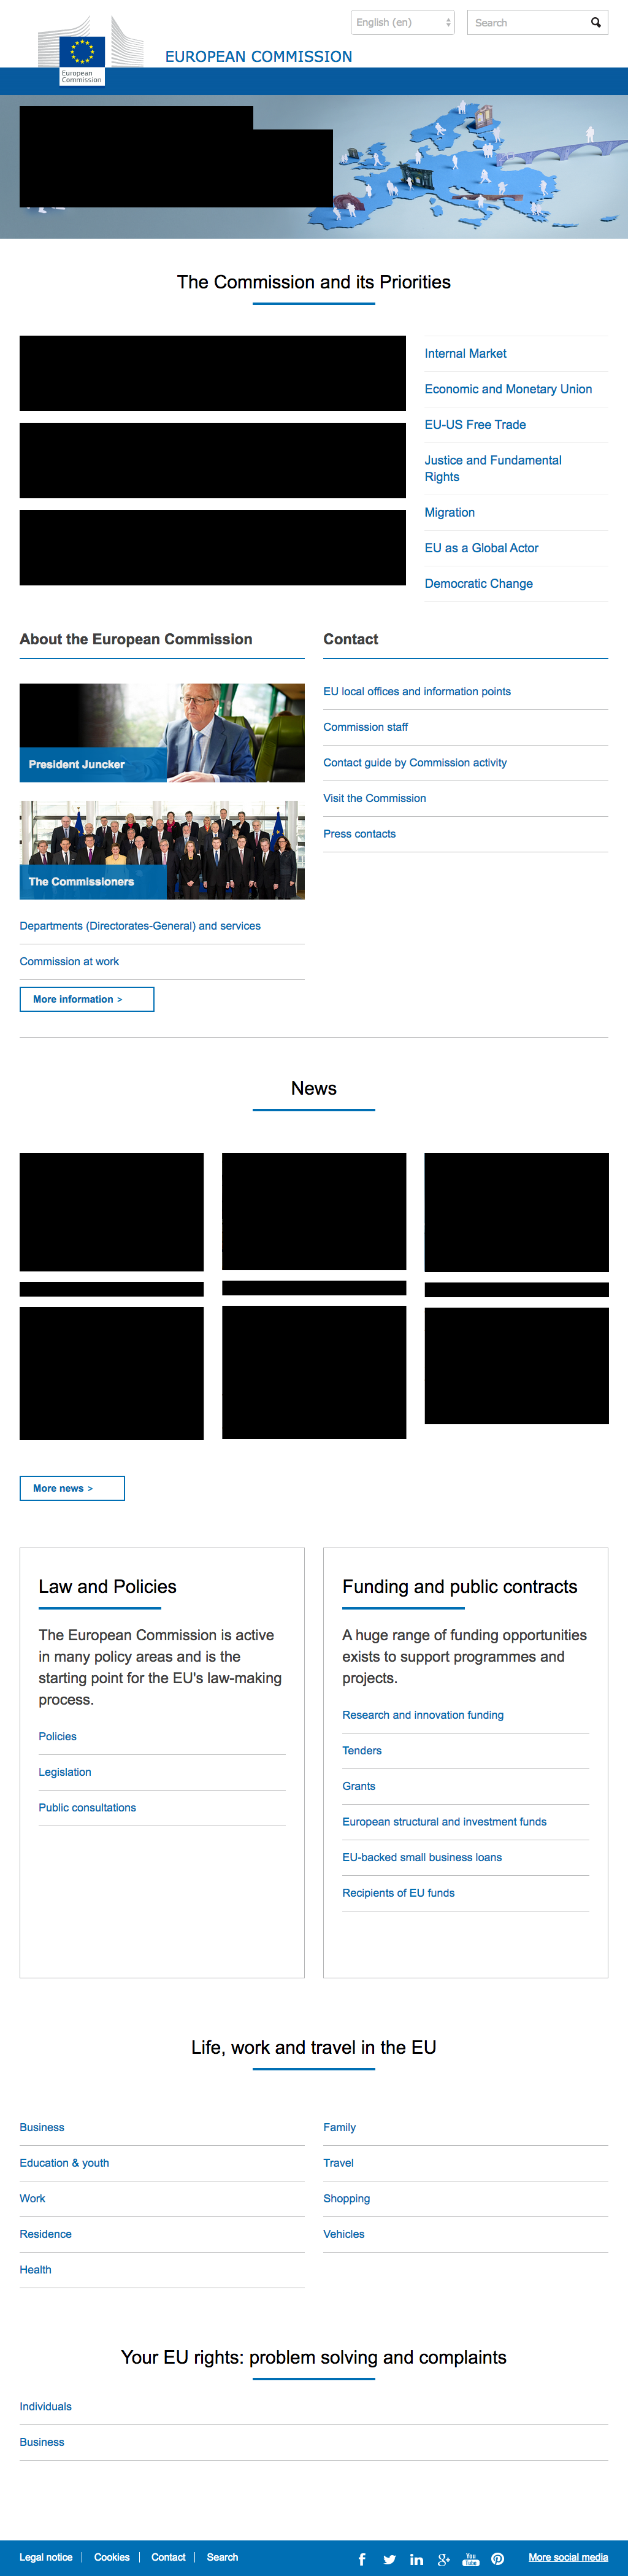 English (en)
Search
EUROPEAN COMMISSION
European
Commission
The Commission and its Priorities
Internal Market
Economic and Monetary Union
EU-US Free Trade
Justice and Fundamental
Rights
Migration
EU as a Global Actor
Democratic Change
About the European Commission
President Juncker
The Commissioners
Departments (Directorates-General) and services
Commission at work
More information >
Contact
EU local offices and information points
Commission staff
Contact guide by Commission activity
Visit the Commission
Press contacts
News
More news >
Law and Policies
The European Commission is active
in many policy areas and is the
starting point for the EU's law-making
process.
Policies
Legislation
Public consultations
Funding and public contracts
A huge range of funding opportunities
exists to support programmes and
projects.
Research and innovation funding
Tenders
Grants
European structural and investment funds
EU-backed small business loans
Recipients of EU funds
Life, work and travel in the EU
Business
Education & youth
Work
Residence
Health
Family
Travel
Shopping
Vehicles
Your EU rights: problem solving and complaints
Individuals
Business
Legal notice | Cookies | Contact | Search
You
Tube
More social media